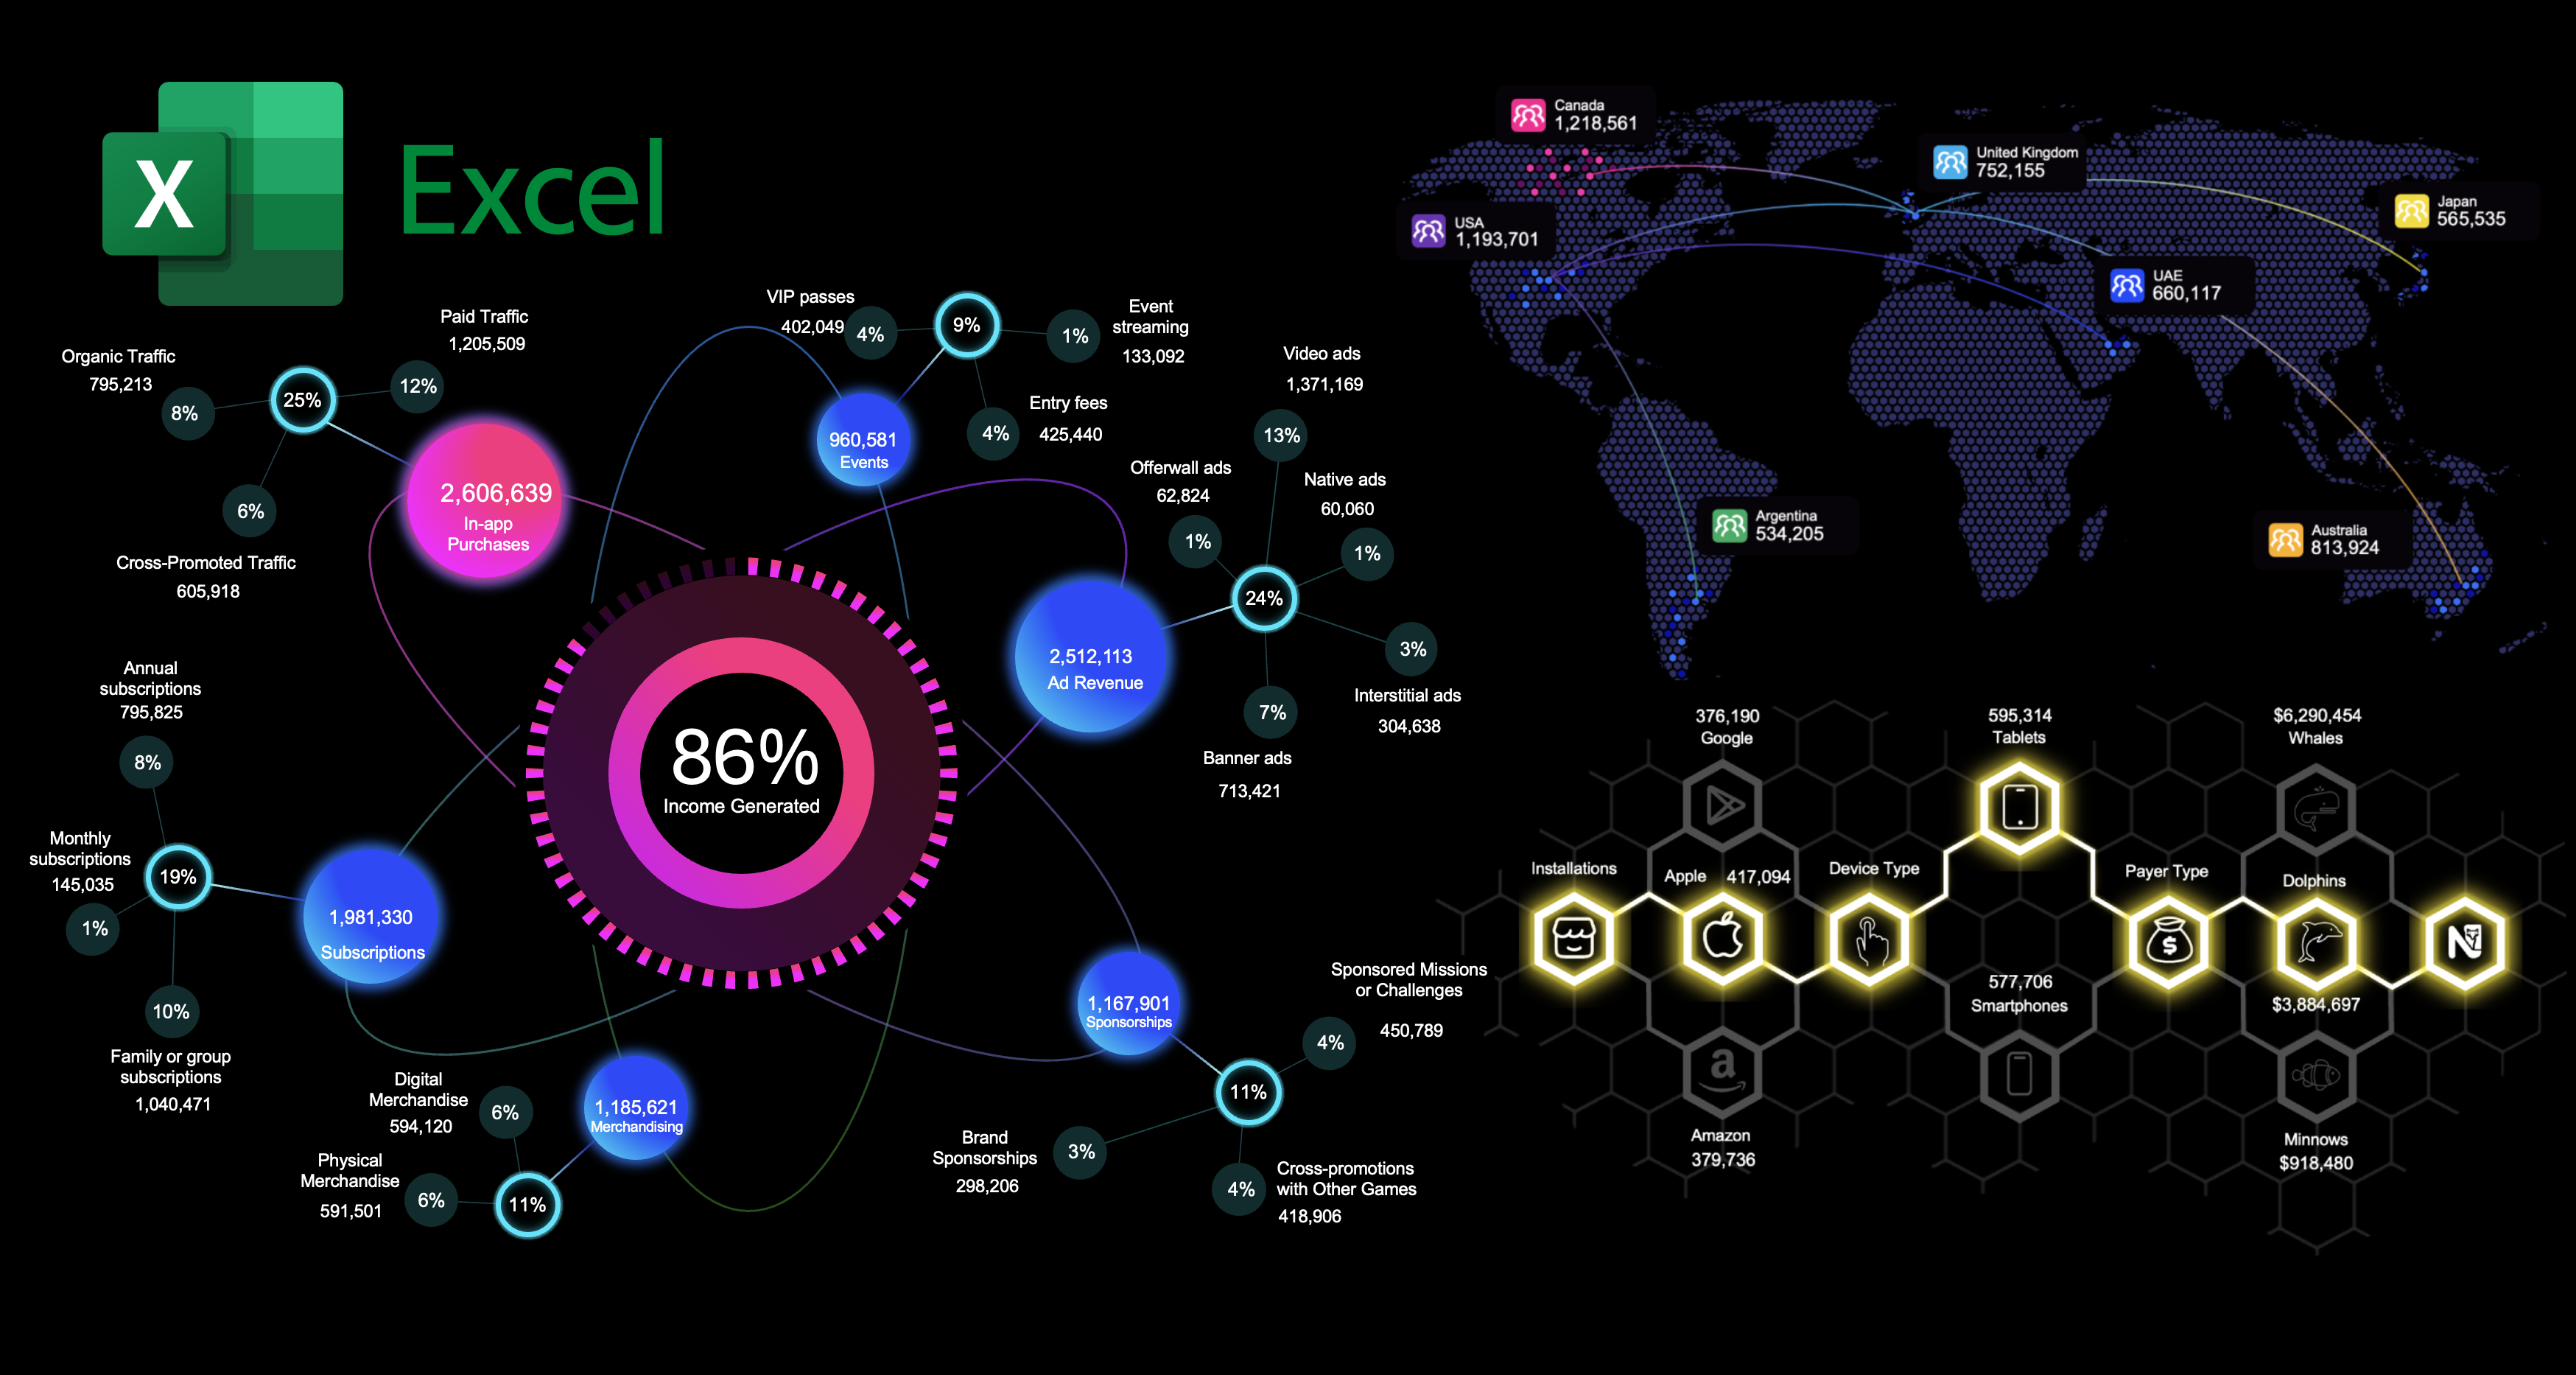 X
Excel
Paid Traffic
1,205,509
12%
Organic Traffic
795,213
8%
25%
6%
Cross-Promoted Traffic
605,918
2,606,639
In-app
Purchases
VIP passes
402,049
4%
9%
1%
Event
streaming
133,092
Entry fees
425,440
4%
960,581
Events
Video ads
1,371,169
13%
Offerwall ads
62,824
1%
Native ads
60,060
1%
24%
3%
Interstitial ads
304,638
7%
Banner ads
713,421
2,512,113
Ad Revenue
86%
Income Generated
Annual
subscriptions
795,825
8%
Monthly
subscriptions
145,035
1%
19%
10%
Family or group
subscriptions
1,040,471
1,981,330
Subscriptions
Digital
Merchandise
594,120
6%
Physical
Merchandise
591,501
6%
11%
1,185,621
Merchandising
1,167,901
Sponsorships
Sponsored Missions
or Challenges
450,789
4%
11%
Brand
Sponsorships
298,206
3%
4%
Cross-promotions
with Other Games
418,906
Canada
1,218,561
United Kingdom
752,155
Japan
565,535
USA
1,193,701
UAE
660,117
Argentina
534,205
Australia
813,924
376,190
Google
595,314
Tablets
$6,290,454
Whales
Installations
Apple 417,094
Device Type
Payer Type
Dolphins
$
N
577,706
Smartphones
$3,884,697
a
Amazon
379,736
Minnows
$918,480